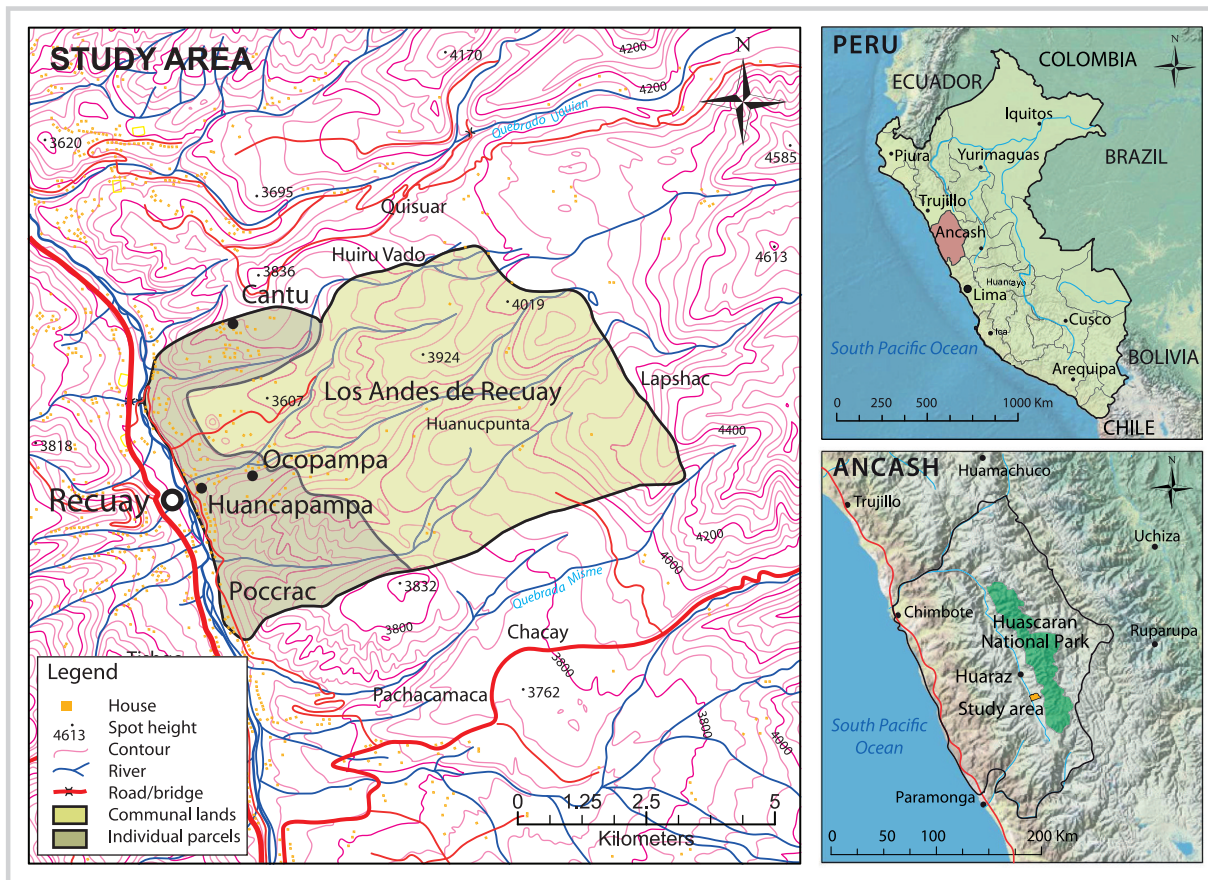 STUDY AREA
N
4170
4200
4200
Quebrado Uquian
3620
4585
3695
Quisuar
Huiru Vado
4613
3836
Cantu
4019
3924
Lapshac
Los Andes de Recuay
3607
Huanucpunta
4400
3818
Ocopampa
Recuay
Huancapampa
4200
4000
3832
Poccrac
Quebrada Misme
3800
Chacay
3800
Pachacamaca
3762
3800
4000
Legend
House
4613
Spot height
Contour
River
Road/bridge
Communal lands
Individual parcels
0 1.25 2.5 5
Kilometers
PERU
N
COLOMBIA
ECUADOR
Iquitos
Piura
Yurimaguas
BRAZIL
Trujillo
Ancash
Huancayo
Lima
Cusco
Ica
South Pacific Ocean
BOLIVIA
Arequipa
0 250 500 1000 Km
CHILE
ANCASH
N
Huamachuco
Trujillo
Uchiza
Chimbote
Huascaran
National Park
Ruparupa
Huaraz
Study area
South Pacific
Ocean
Paramonga
0 50 100 200 Km